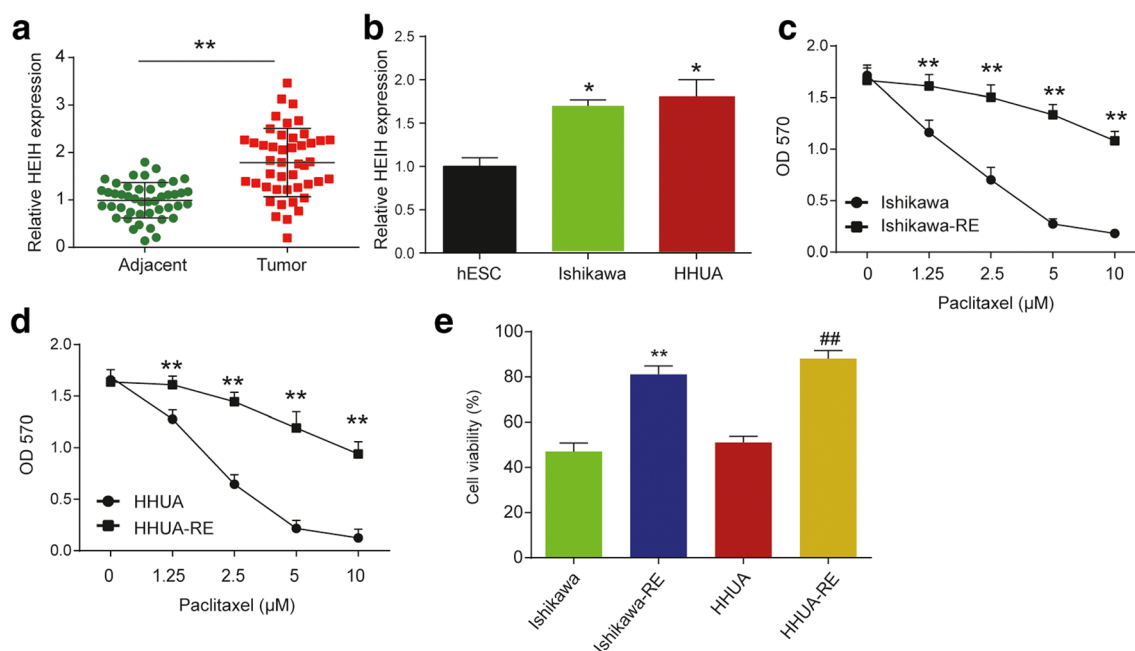 a
**
Relative HEIH expression
4
3
2
1
0
Adjacent Tumor
b
Relative HEIH expression
2.5
2.0
1.5
1.0
0.5
0.0
* *
hESC Ishikawa HHUA
c
OD 570
2.0
1.5
1.0
0.5
0.0
** ** ** **
Ishikawa
Ishikawa-RE
0 1.25 2.5 5 10
Paclitaxel (μM)
d
OD 570
2.0
1.5
1.0
0.5
0.0
** ** ** **
HHUA
HHUA-RE
0 1.25 2.5 5 10
Paclitaxel (μM)
e
Cell viability (%)
100
80
60
40
20
0
** ##
Ishikawa
Ishikawa-RE
HHUA
HHUA-RE